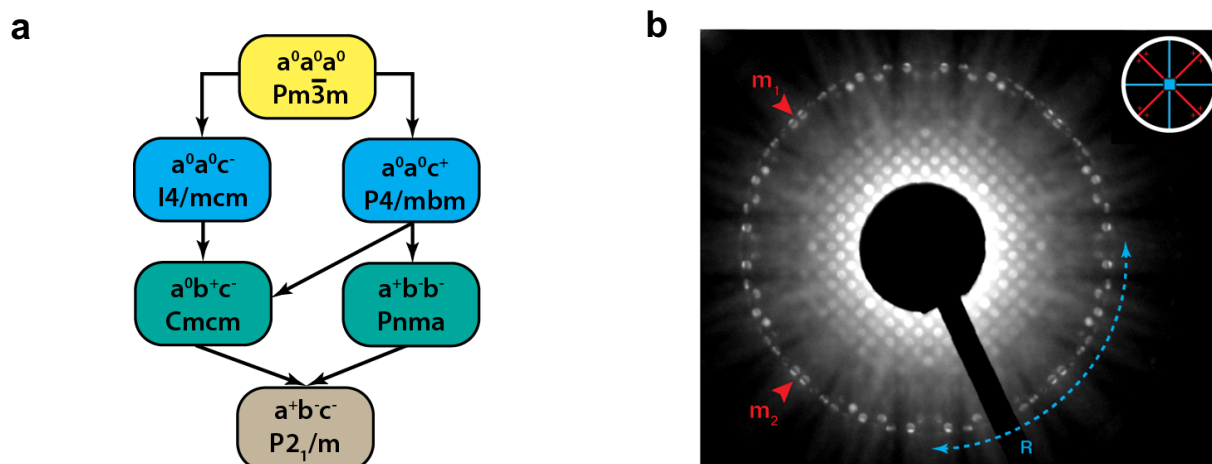 a
a⁰a⁰a⁰
Pm3̅m
a⁰a⁰c⁻
I4/mcm
a⁰a⁰c⁺
P4/mbm
a⁰b⁺c⁻
Cmcm
a⁺b⁻b⁻
Pnma
a⁺b⁻c⁻
P2₁/m
b
m₁
m₂
R